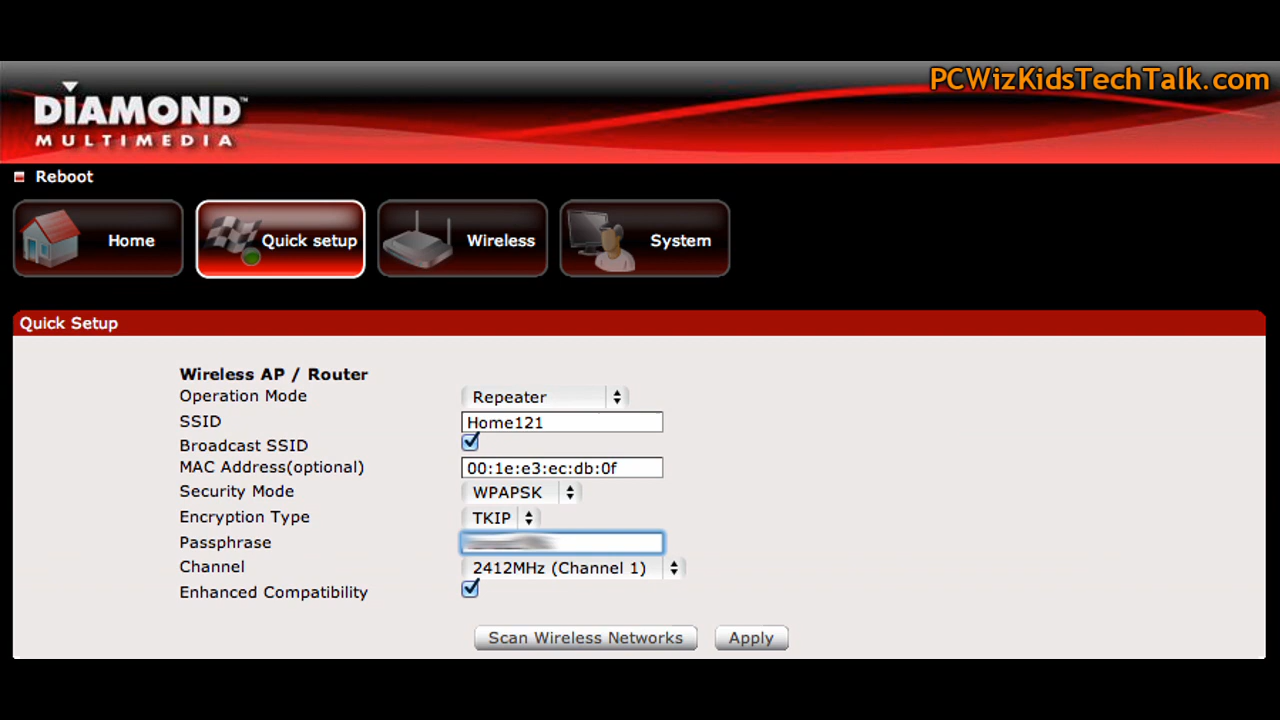 PCWizKidsTechTalk.com
DIAMOND™
MULTIMEDIA
Reboot
Home
Quick setup
Wireless
System
Quick Setup
Wireless AP / Router
Operation Mode Repeater
SSID Home121
Broadcast SSID
MAC Address(optional) 00:1e:e3:ec:db:0f
Security Mode WPAPSK
Encryption Type TKIP
Passphrase
Channel 2412MHz (Channel 1)
Enhanced Compatibility
Scan Wireless Networks Apply